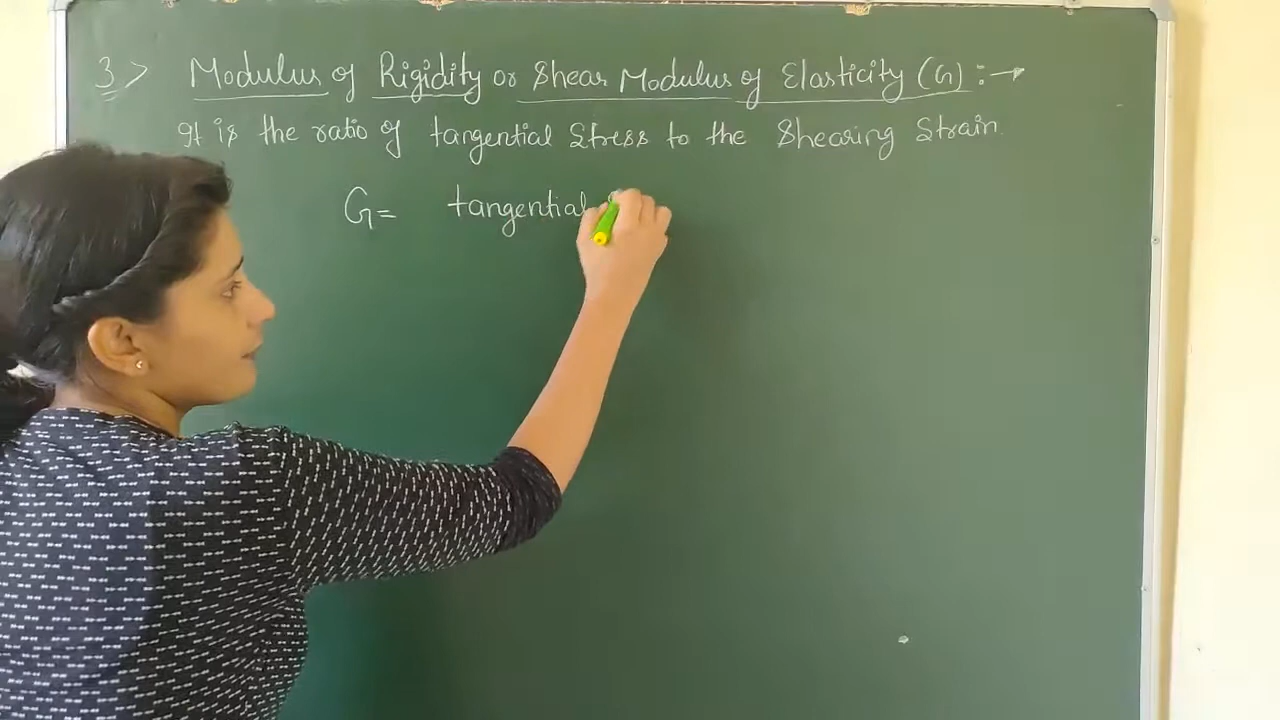 3> Modulus of Rigidity or Shear Modulus of Elasticity (G) :→
It is the ratio of tangential Stress to the Shearing Strain.
G= tangential